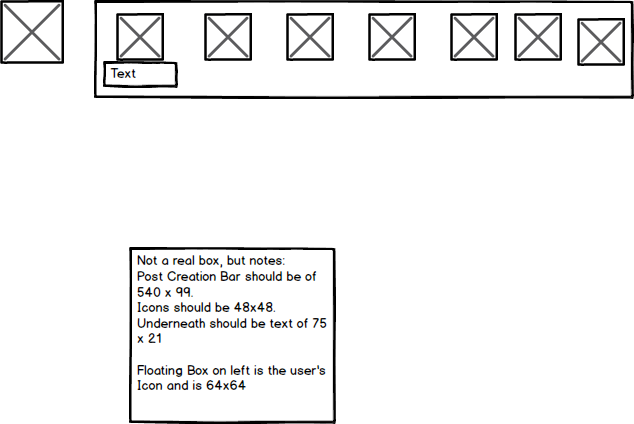 Text
Not a real box, but notes:
Post Creation Bar should be of
540 x 99.
Icons should be 48x48.
Underneath should be text of 75
x 21
Floating Box on left is the user's
Icon and is 64x64